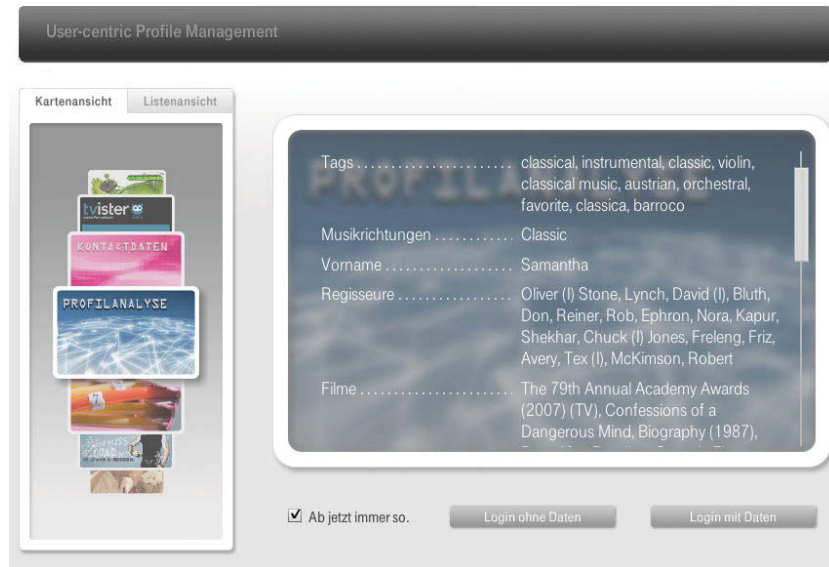 User-centric Profile Management
Kartenansicht
Listenansicht
tvister
KONTAKTDATEN
PROFILANALYSE
7
PROFILANALYSE
Tags classical, instrumental, classic, violin,
classical music, austrian, orchestral,
favorite, classica, barroco
Musikrichtungen Classic
Vorname Samantha
Regisseure Oliver (I) Stone, Lynch, David (I), Bluth,
Don, Reiner, Rob, Ephron, Nora, Kapur,
Shekhar, Chuck (I) Jones, Freleng, Friz,
Avery, Tex (I), McKimson, Robert
Filme The 79th Annual Academy Awards
(2007) (TV), Confessions of a
Dangerous Mind, Biography (1987),
Ab jetzt immer so.
Login ohne Daten
Login mit Daten